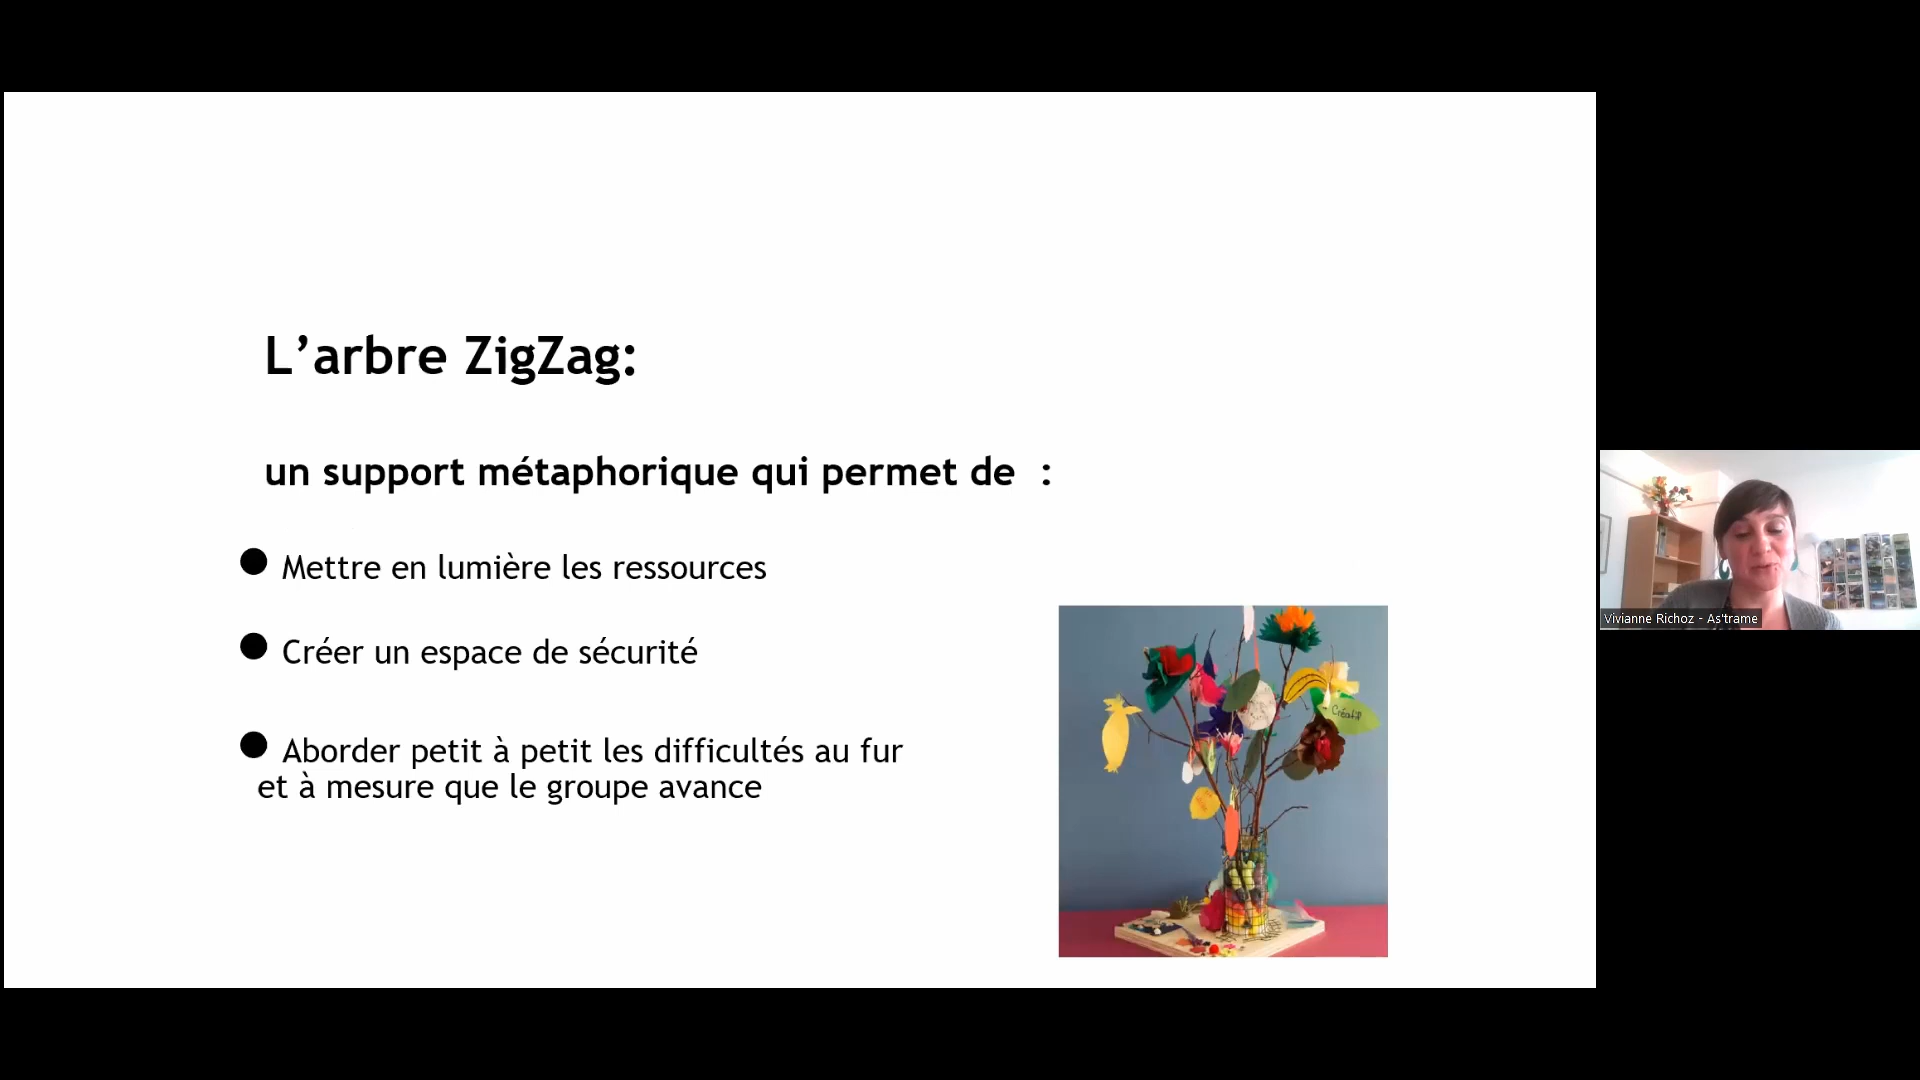 L’arbre ZigZag:
un support métaphorique qui permet de  :
● Mettre en lumière les ressources
● Créer un espace de sécurité
● Aborder petit à petit les difficultés au fur
et à mesure que le groupe avance
Créatif
Vivianne Richoz - As'trame